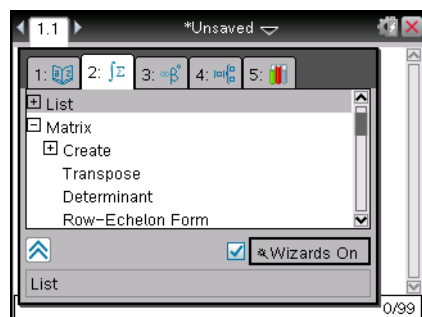 1.1 *Unsaved
1: 2: ∫Σ 3: ∞β° 4: 5:
List
Matrix
Create
Transpose
Determinant
Row-Echelon Form
Wizards On
List
0/99